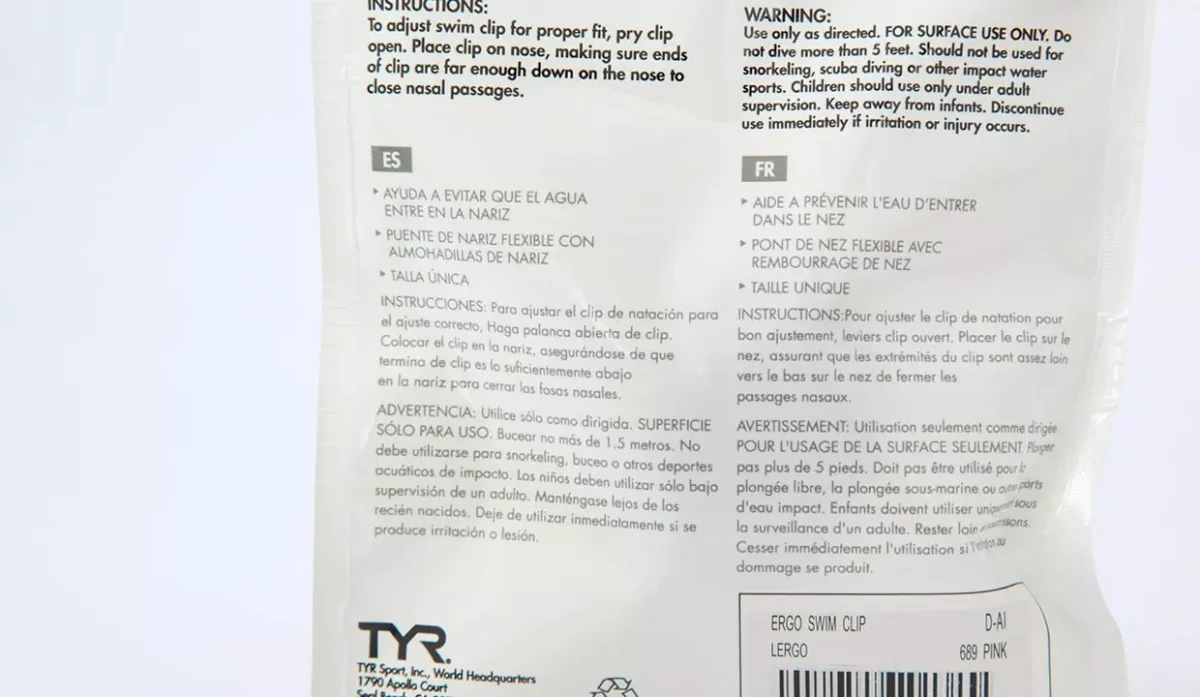 INSTRUCTIONS:
To adjust swim clip for proper fit, pry clip
open. Place clip on nose, making sure ends
of clip are far enough down on the nose to
close nasal passages.
WARNING:
Use only as directed. FOR SURFACE USE ONLY. Do
not dive more than 5 feet. Should not be used for
snorkeling, scuba diving or other impact water
sports. Children should use only under adult
supervision. Keep away from infants. Discontinue
use immediately if irritation or injury occurs.
ES
‣ AYUDA A EVITAR QUE EL AGUA
ENTRE EN LA NARIZ
‣ PUENTE DE NARIZ FLEXIBLE CON
ALMOHADILLAS DE NARIZ
‣ TALLA ÚNICA
INSTRUCCIONES: Para ajustar el clip de natación para
el ajuste correcto, Haga palanca abierta de clip.
Colocar el clip en la nariz, asegurándose de que
termina de clip es lo suficientemente abajo
en la nariz para cerrar las fosas nasales.
ADVERTENCIA: Utilice sólo como dirigida. SUPERFICIE
SÓLO PARA USO. Bucear no más de 1.5 metros. No
debe utilizarse para snorkeling, buceo o otros deportes
acuáticos de impacto. Los niños deben utilizar sólo bajo
supervisión de un adulto. Manténgase lejos de los
recién nacidos. Deje de utilizar inmediatamente si se
produce irritación o lesión.
FR
‣ AIDE A PRÉVENIR L'EAU D'ENTRER
DANS LE NEZ
‣ PONT DE NEZ FLEXIBLE AVEC
REMBOURRAGE DE NEZ
‣ TAILLE UNIQUE
INSTRUCTIONS:Pour ajuster le clip de natation pour
bon ajustement, leviers clip ouvert. Placer le clip sur le
nez, assurant que les extrémités du clip sont assez loin
vers le bas sur le nez de fermer les
passages nasaux.
AVERTISSEMENT: Utilisation seulement comme dirigée.
POUR L'USAGE DE LA SURFACE SEULEMENT. Plonger
pas plus de 5 pieds. Doit pas être utilisé pour la
plongée libre, la plongée sous-marine ou
d'eau impact. Enfants doivent utiliser sous
la surveillance d'un adulte. Rester loin
Cesser immédiatement l'utilisation si
dommage se produit.
TYR.
TYR Sport, Inc., World Headquarters
1790 Apollo Court
ERGO SWIM CLIP D-AI
LERGO 689 PINK